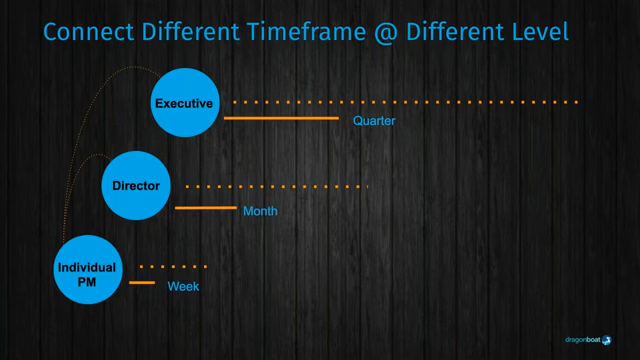 Connect Different Timeframe @ Different Level
Executive
Quarter
Director
Month
Individual
PM
Week
dragonboat